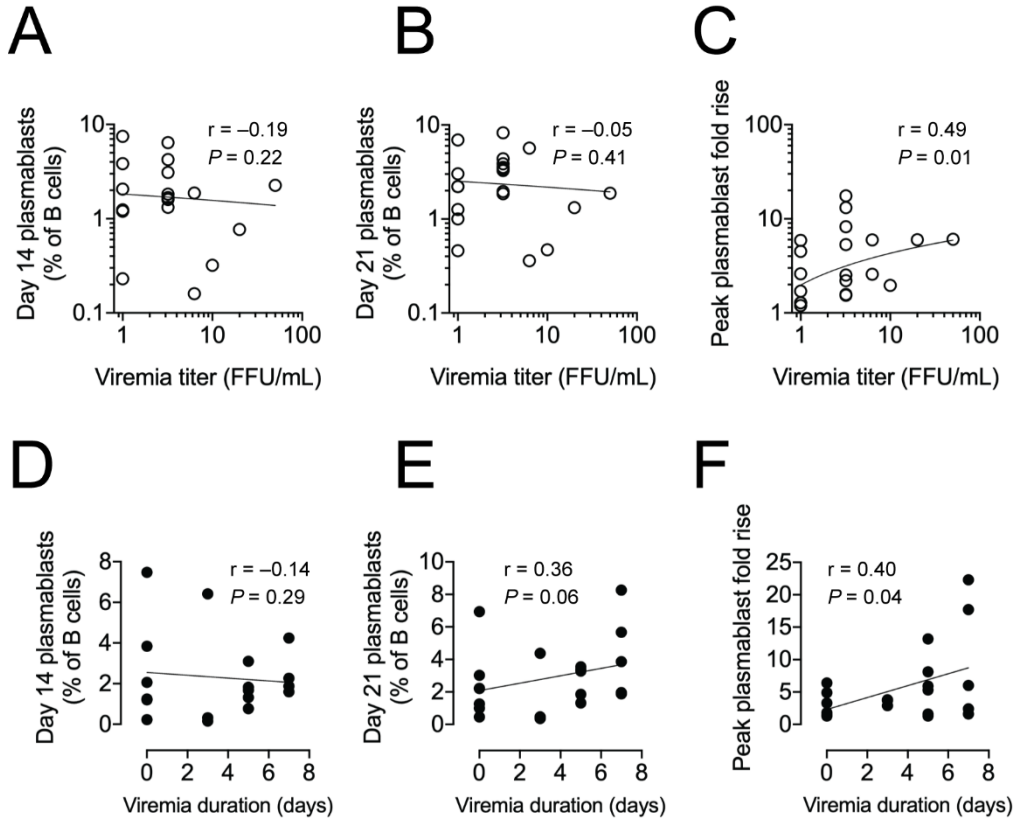 A
B
C
Day 14 plasmablasts
(% of B cells)
10
1
0.1
r = –0.19
P = 0.22
1
10
100
Viremia titer (FFU/mL)
Day 21 plasmablasts
(% of B cells)
10
1
0.1
r = –0.05
P = 0.41
1
10
100
Viremia titer (FFU/mL)
Peak plasmablast fold rise
100
10
1
0.1
r = 0.49
P = 0.01
1
10
100
Viremia titer (FFU/mL)
D
E
F
Day 14 plasmablasts
(% of B cells)
8
6
4
2
0
r = –0.14
P = 0.29
0
2
4
6
8
Viremia duration (days)
Day 21 plasmablasts
(% of B cells)
10
8
6
4
2
0
r = 0.36
P = 0.06
0
2
4
6
8
Viremia duration (days)
Peak plasmablast fold rise
25
20
15
10
5
0
r = 0.40
P = 0.04
0
2
4
6
8
Viremia duration (days)